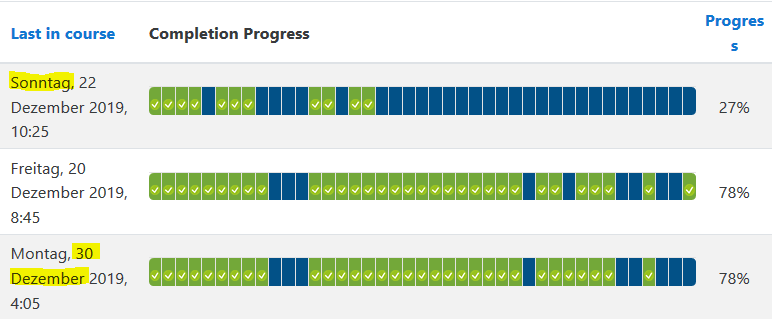 Last in course Completion Progress Progres
s
Sonntag, 22
Dezember 2019,
10:25
27%
Freitag, 20
Dezember 2019,
8:45
78%
Montag, 30
Dezember 2019,
4:05
78%